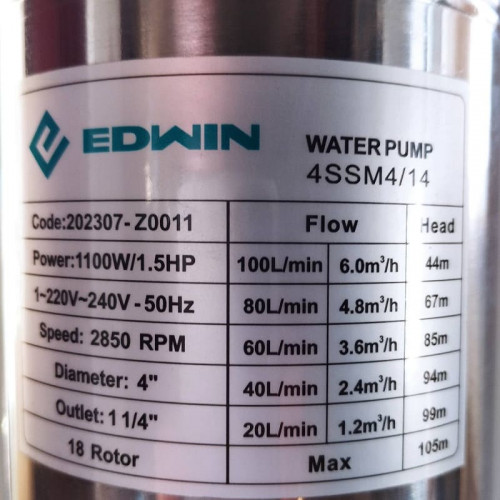 EDWIN
WATER PUMP
4SSM4/14
Code:202307-Z0011 Flow Head
Power:1100W/1.5HP 100L/min 6.0m³/h 44m
1~220V~240V-50Hz 80L/min 4.8m³/h 67m
Speed: 2850 RPM 60L/min 3.6m³/h 85m
Diameter: 4" 40L/min 2.4m³/h 94m
Outlet: 1 1/4" 20L/min 1.2m³/h 99m
18 Rotor Max 105m